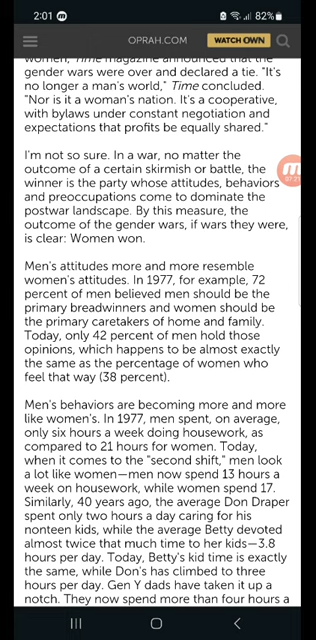 2:01
82%
OPRAH.COM
WATCH OWN
women, Time magazine announced that the
gender wars were over and declared a tie. "It's
no longer a man's world," Time concluded.
"Nor is it a woman's nation. It's a cooperative,
with bylaws under constant negotiation and
expectations that profits be equally shared."
I'm not so sure. In a war, no matter the
outcome of a certain skirmish or battle, the
winner is the party whose attitudes, behaviors
and preoccupations come to dominate the
postwar landscape. By this measure, the
outcome of the gender wars, if wars they were,
is clear: Women won.
Men's attitudes more and more resemble
women's attitudes. In 1977, for example, 72
percent of men believed men should be the
primary breadwinners and women should be
the primary caretakers of home and family.
Today, only 42 percent of men hold those
opinions, which happens to be almost exactly
the same as the percentage of women who
feel that way (38 percent).
Men's behaviors are becoming more and more
like women's. In 1977, men spent, on average,
only six hours a week doing housework, as
compared to 21 hours for women. Today,
when it comes to the "second shift," men look
a lot like women—men now spend 13 hours a
week on housework, while women spend 17.
Similarly, 40 years ago, the average Don Draper
spent only two hours a day caring for his
nonteen kids, while the average Betty devoted
almost twice that much time to her kids—3.8
hours per day. Today, Betty's kid time is exactly
the same, while Don's has climbed to three
hours per day. Gen Y dads have taken it up a
notch. They now spend more than four hours a